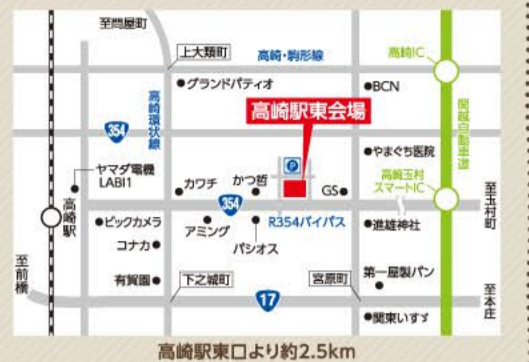 至問屋町
上大類町
高崎・駒形線
高崎IC
グランドパティオ
BCN
高崎環状線
関越自動車道
高崎駅東会場
354
P
やまぐち医院
ヤマダ電機
LABI1
カワチ
かつ哲
GS
高崎玉村
スマートIC
354
高崎駅
ビックカメラ
アミング
パシオス
R354バイパス
進雄神社
至玉村町
コナカ
至前橋
有賀園
下之城町
宮原町
第一屋製パン
17
至本庄
関東いすゞ
高崎駅東口より約2.5km